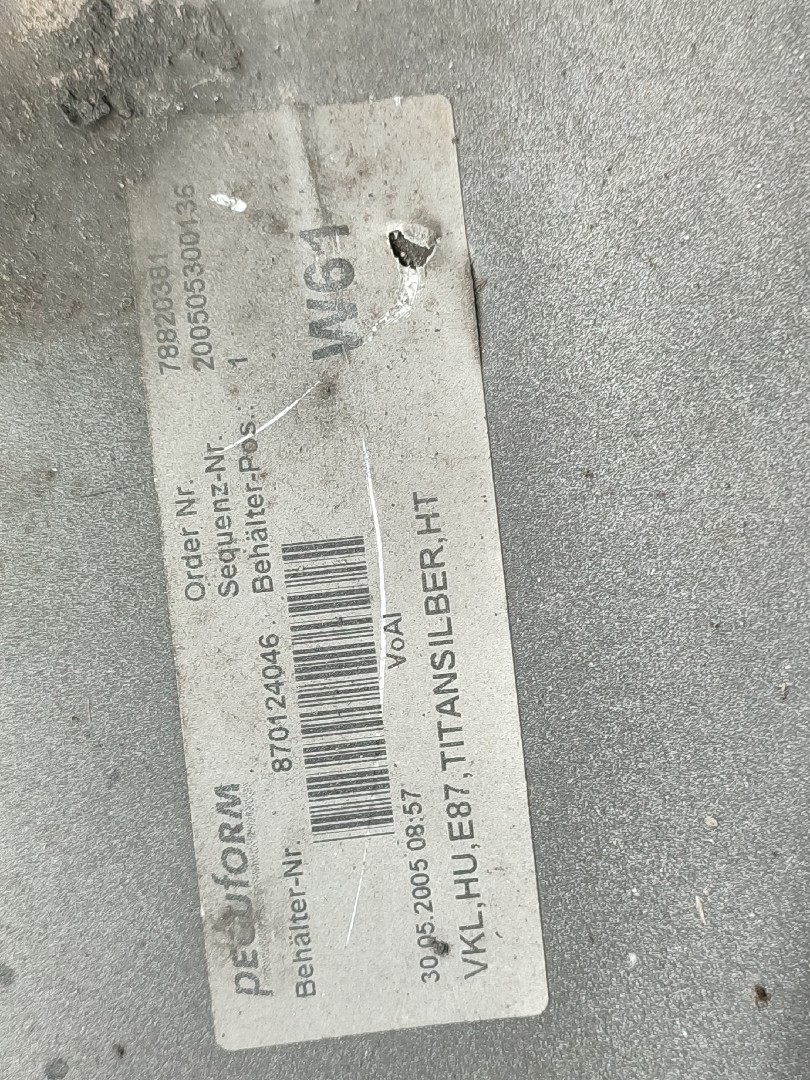 peguform
Order Nr. 78820381
Sequenz-Nr. 200505300136
Behälter-Nr. 870124046 Behälter-Pos.: 1
W61
30.05.2005 08:57 VoAl
VKL,HU,E87,TITANSILBER,HT